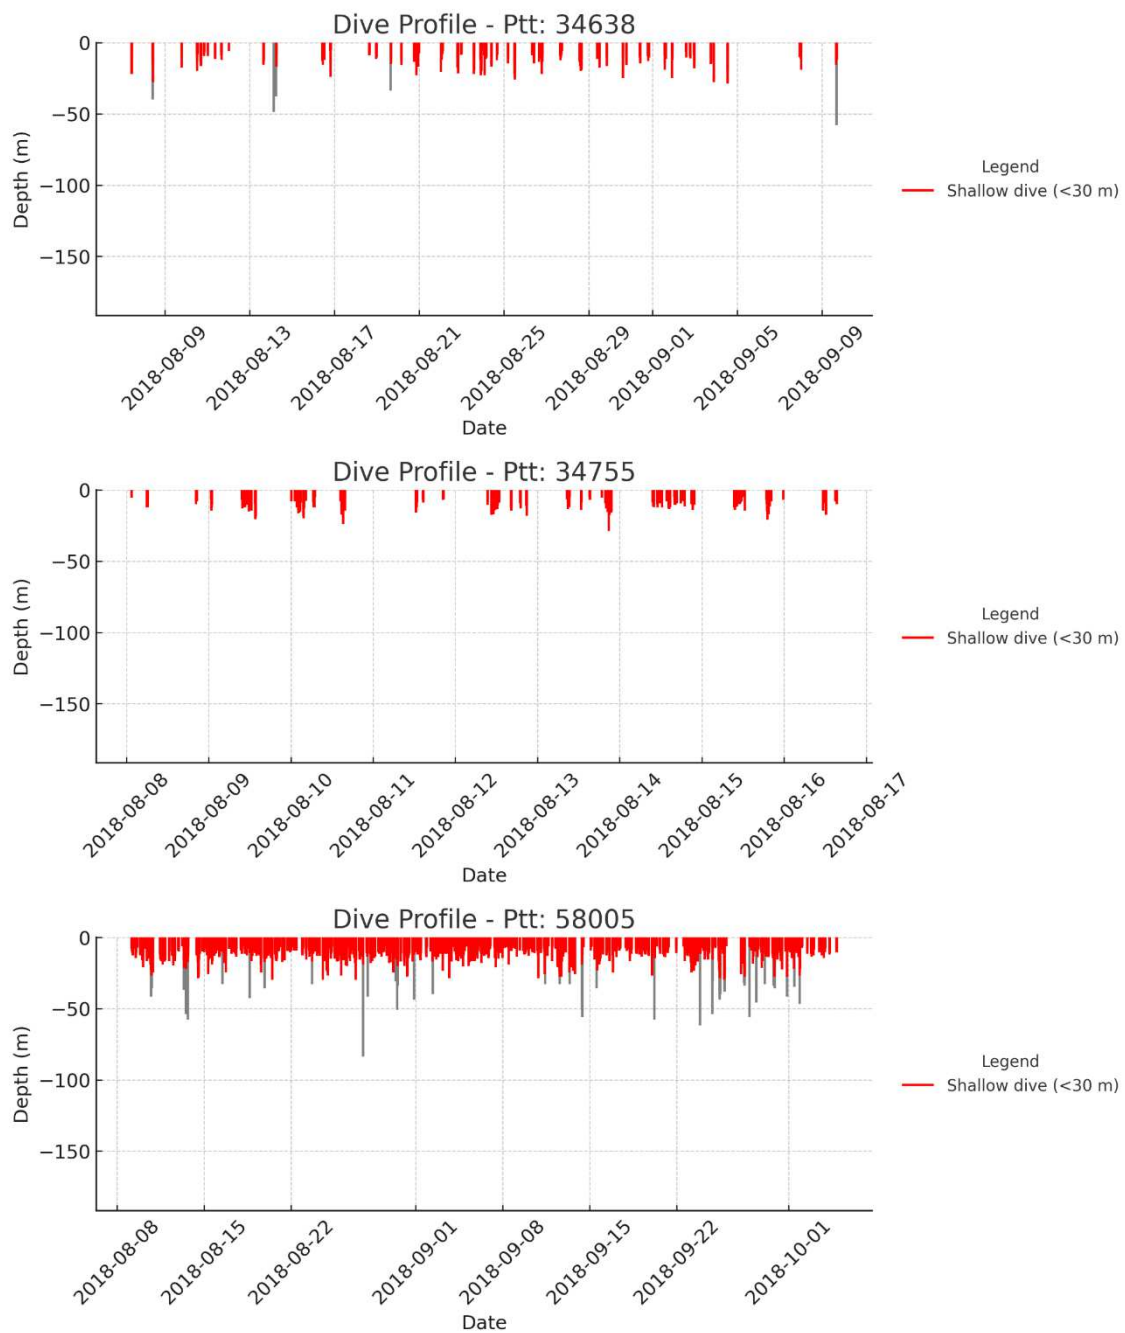 Dive Profile - Ptt: 34638
0
−50
−100
−150
Depth (m)
2018-08-09
2018-08-13
2018-08-17
2018-08-21
2018-08-25
2018-08-29
2018-09-01
2018-09-05
2018-09-09
Date
Legend
Shallow dive (<30 m)
Dive Profile - Ptt: 34755
0
−50
−100
−150
Depth (m)
2018-08-08
2018-08-09
2018-08-10
2018-08-11
2018-08-12
2018-08-13
2018-08-14
2018-08-15
2018-08-16
2018-08-17
Date
Legend
Shallow dive (<30 m)
Dive Profile - Ptt: 58005
0
−50
−100
−150
Depth (m)
2018-08-08
2018-08-15
2018-08-22
2018-09-01
2018-09-08
2018-09-15
2018-09-22
2018-10-01
Date
Legend
Shallow dive (<30 m)